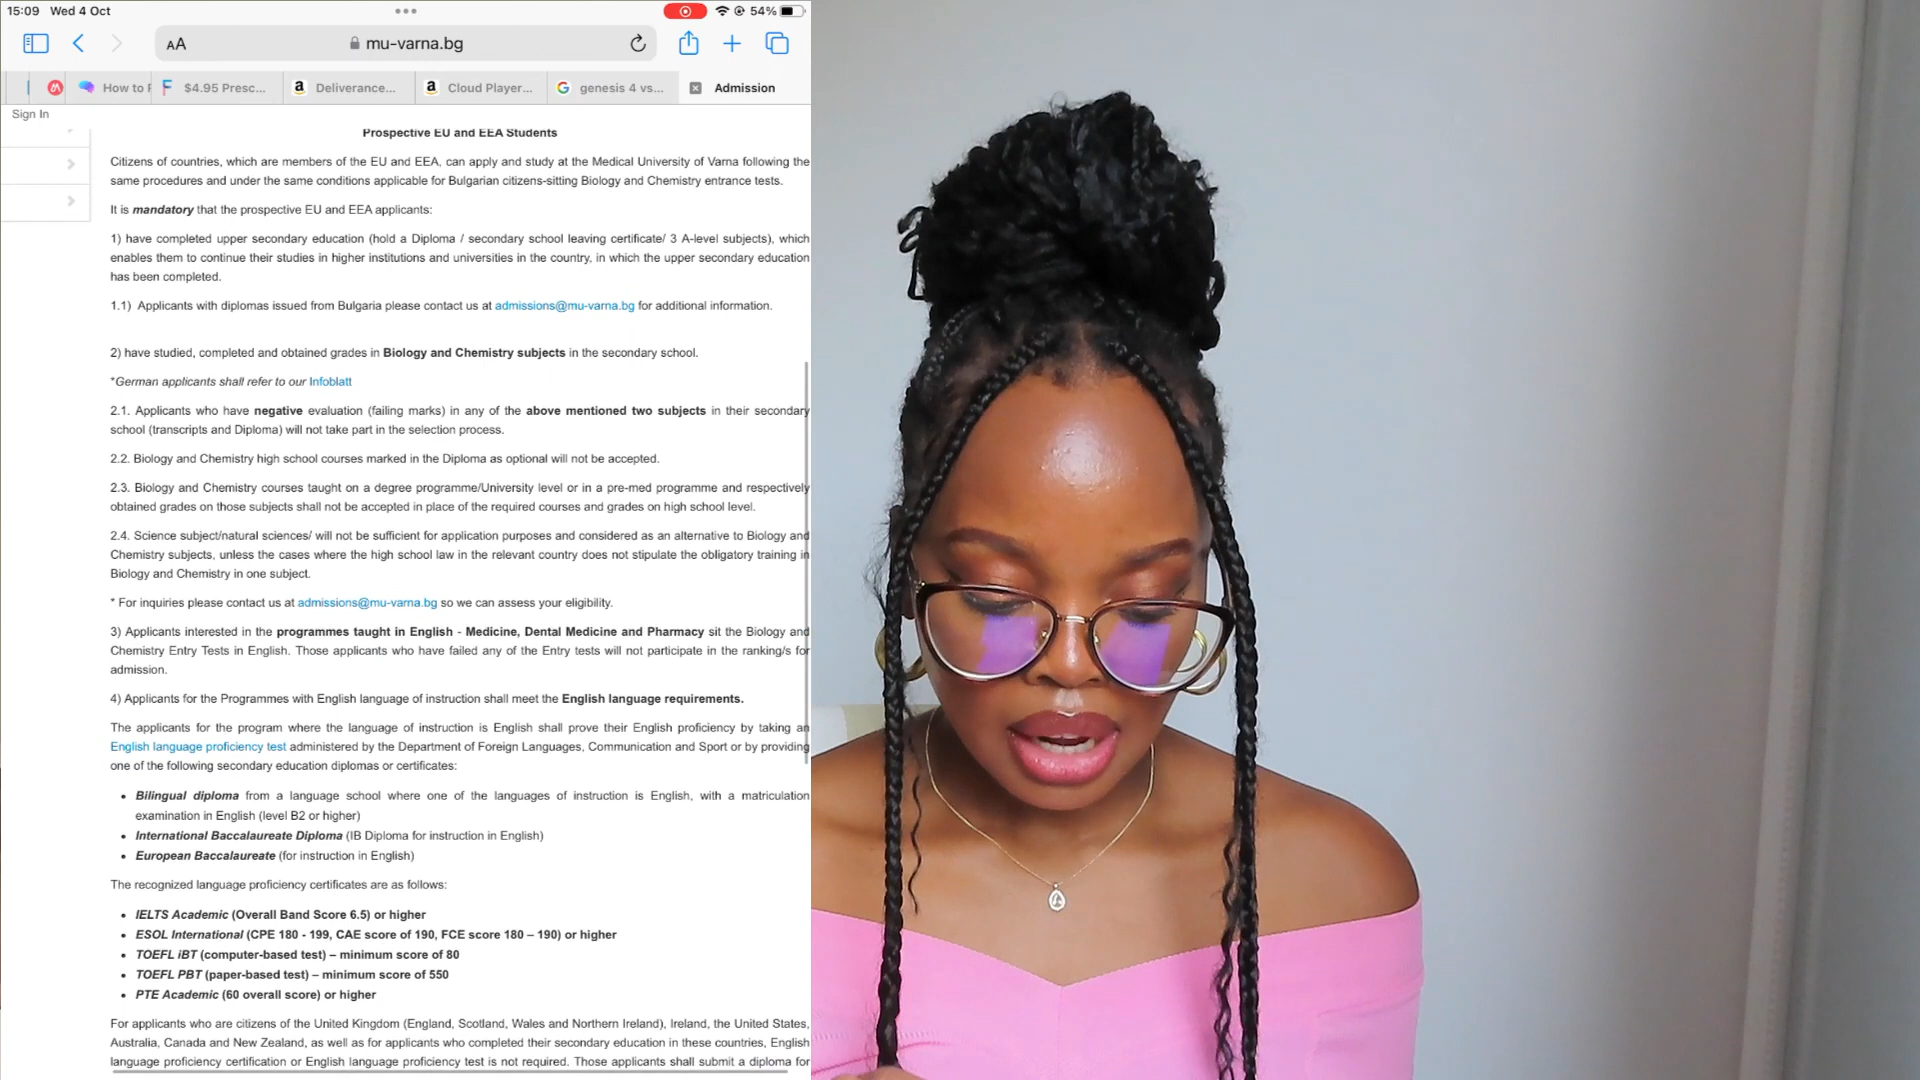 15:09 Wed 4 Oct
54%
AA
mu-varna.bg
How to
$4.95 Presc...
Deliverance...
Cloud Player...
genesis 4 vs...
Admission
Sign In
Prospective EU and EEA Students
Citizens of countries, which are members of the EU and EEA, can apply and study at the Medical University of Varna following the
same procedures and under the same conditions applicable for Bulgarian citizens-sitting Biology and Chemistry entrance tests.
It is mandatory that the prospective EU and EEA applicants:
1) have completed upper secondary education (hold a Diploma / secondary school leaving certificate/ 3 A-level subjects), which
enables them to continue their studies in higher institutions and universities in the country, in which the upper secondary education
has been completed.
1.1) Applicants with diplomas issued from Bulgaria please contact us at admissions@mu-varna.bg for additional information.
2) have studied, completed and obtained grades in Biology and Chemistry subjects in the secondary school.
*German applicants shall refer to our Infoblatt
2.1. Applicants who have negative evaluation (failing marks) in any of the above mentioned two subjects in their secondary
school (transcripts and Diploma) will not take part in the selection process.
2.2. Biology and Chemistry high school courses marked in the Diploma as optional will not be accepted.
2.3. Biology and Chemistry courses taught on a degree programme/University level or in a pre-med programme and respectively
obtained grades on those subjects shall not be accepted in place of the required courses and grades on high school level.
2.4. Science subject/natural sciences/ will not be sufficient for application purposes and considered as an alternative to Biology and
Chemistry subjects, unless the cases where the high school law in the relevant country does not stipulate the obligatory training in
Biology and Chemistry in one subject.
* For inquiries please contact us at admissions@mu-varna.bg so we can assess your eligibility.
3) Applicants interested in the programmes taught in English - Medicine, Dental Medicine and Pharmacy sit the Biology and
Chemistry Entry Tests in English. Those applicants who have failed any of the Entry tests will not participate in the ranking/s for
admission.
4) Applicants for the Programmes with English language of instruction shall meet the English language requirements.
The applicants for the program where the language of instruction is English shall prove their English proficiency by taking an
English language proficiency test administered by the Department of Foreign Languages, Communication and Sport or by providing
one of the following secondary education diplomas or certificates:
• Bilingual diploma from a language school where one of the languages of instruction is English, with a matriculation
examination in English (level B2 or higher)
• International Baccalaureate Diploma (IB Diploma for instruction in English)
• European Baccalaureate (for instruction in English)
The recognized language proficiency certificates are as follows:
• IELTS Academic (Overall Band Score 6.5) or higher
• ESOL International (CPE 180 - 199, CAE score of 190, FCE score 180 – 190) or higher
• TOEFL iBT (computer-based test) – minimum score of 80
• TOEFL PBT (paper-based test) – minimum score of 550
• PTE Academic (60 overall score) or higher
For applicants who are citizens of the United Kingdom (England, Scotland, Wales and Northern Ireland), Ireland, the United States,
Australia, Canada and New Zealand, as well as for applicants who completed their secondary education in these countries, English
language proficiency certification or English language proficiency test is not required. Those applicants shall submit a diploma for